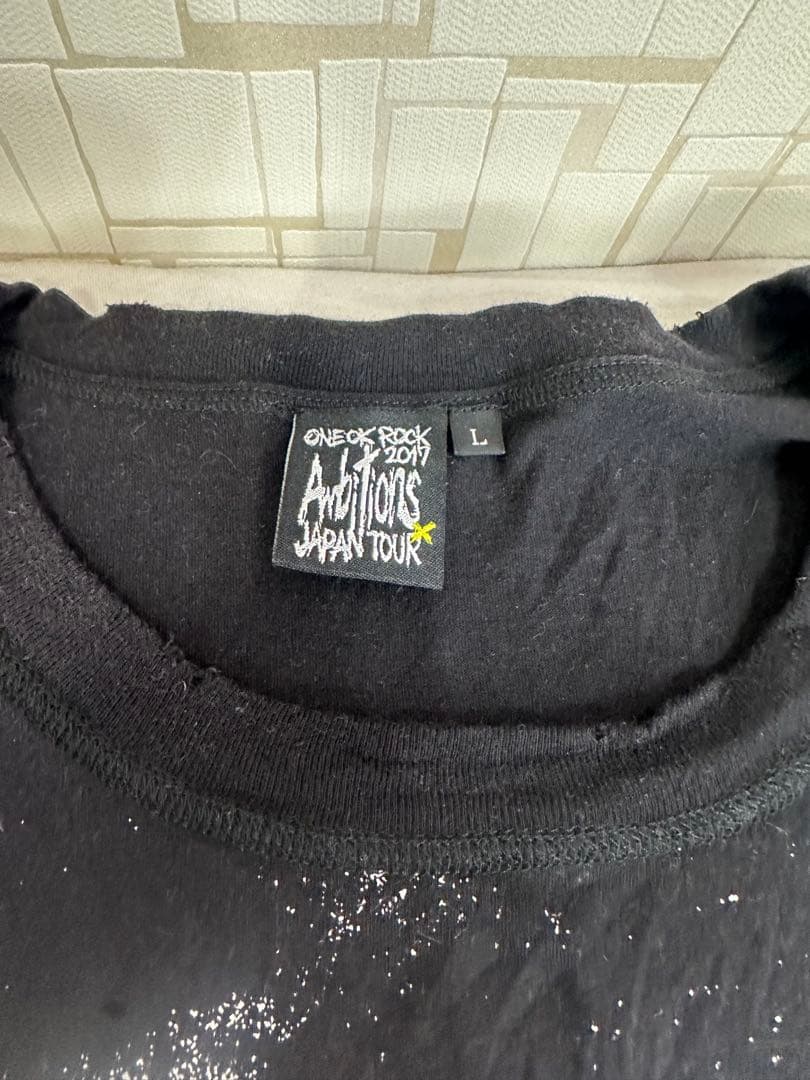 ONE OK ROCK
2017
Ambitions
JAPAN TOUR
L